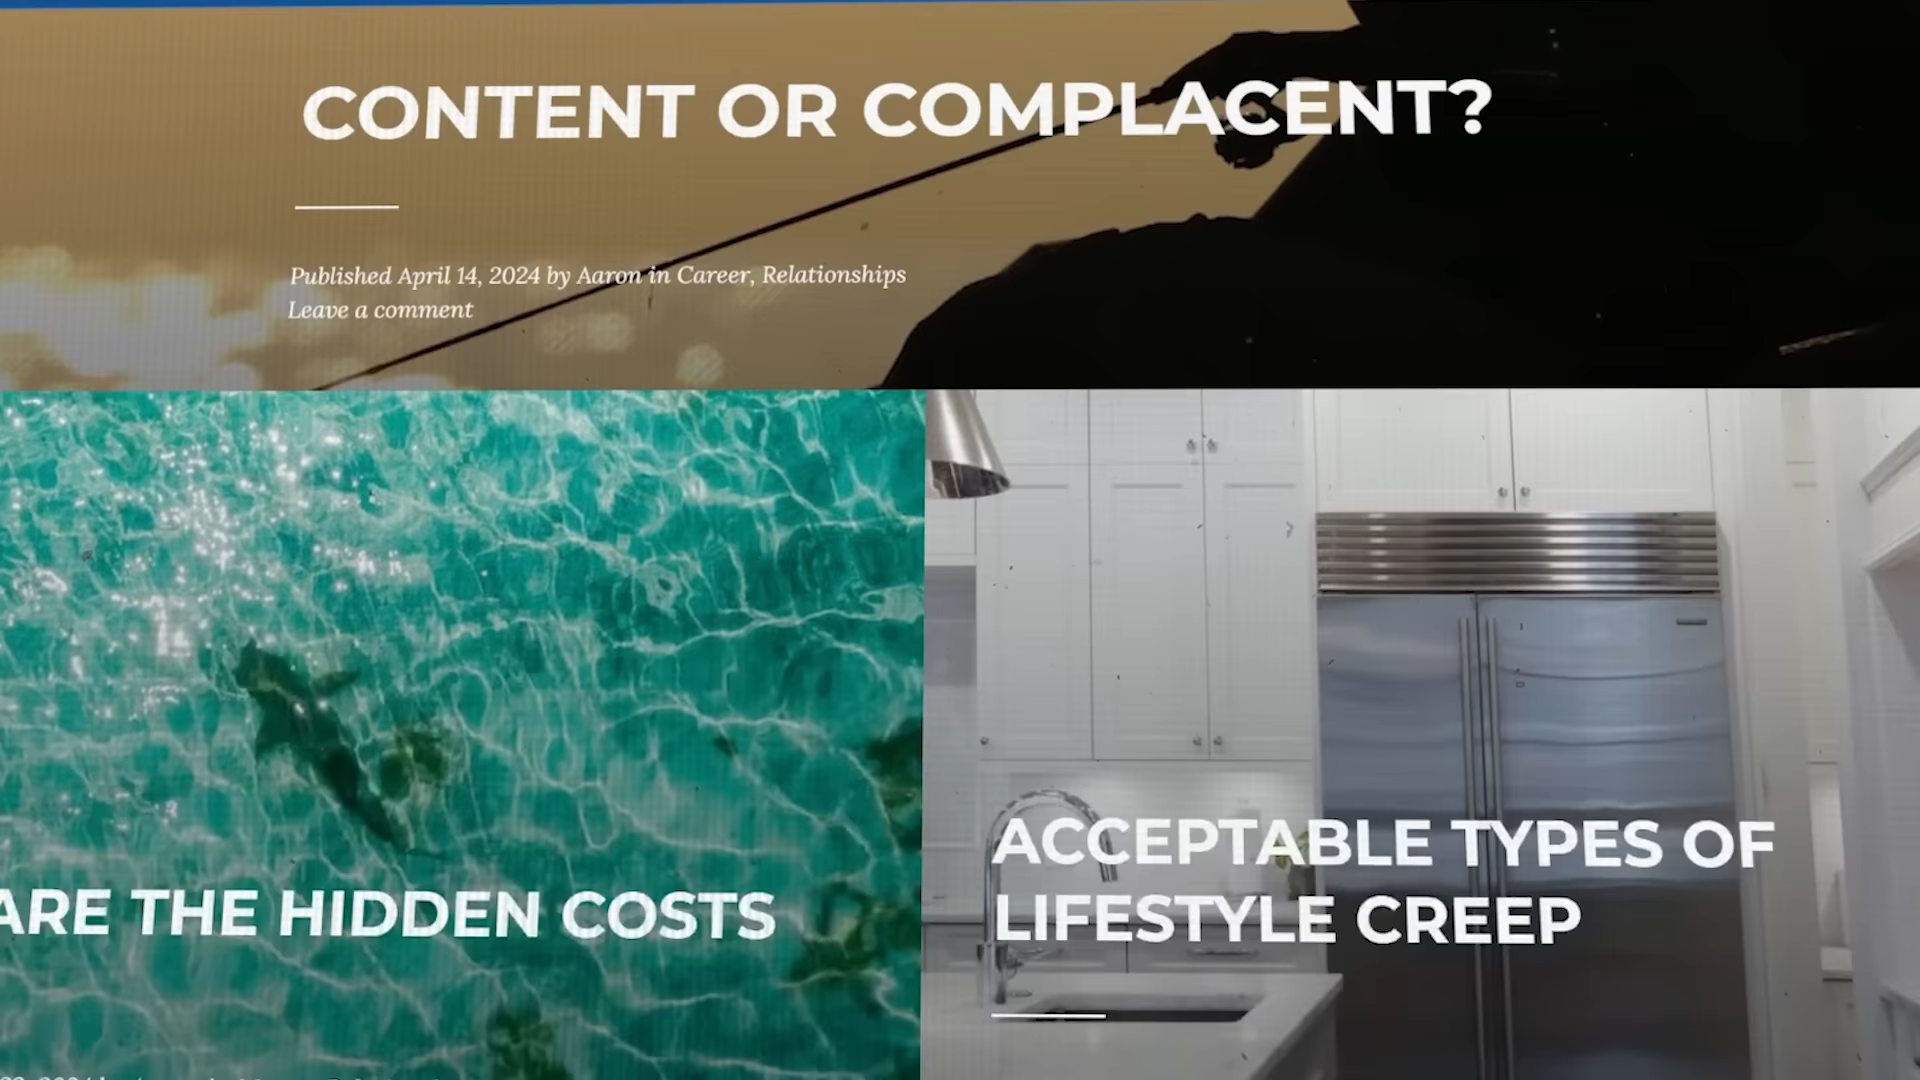 CONTENT OR COMPLACENT?
Published April 14, 2024 by Aaron in Career, Relationships
Leave a comment
ARE THE HIDDEN COSTS
ACCEPTABLE TYPES OF
LIFESTYLE CREEP